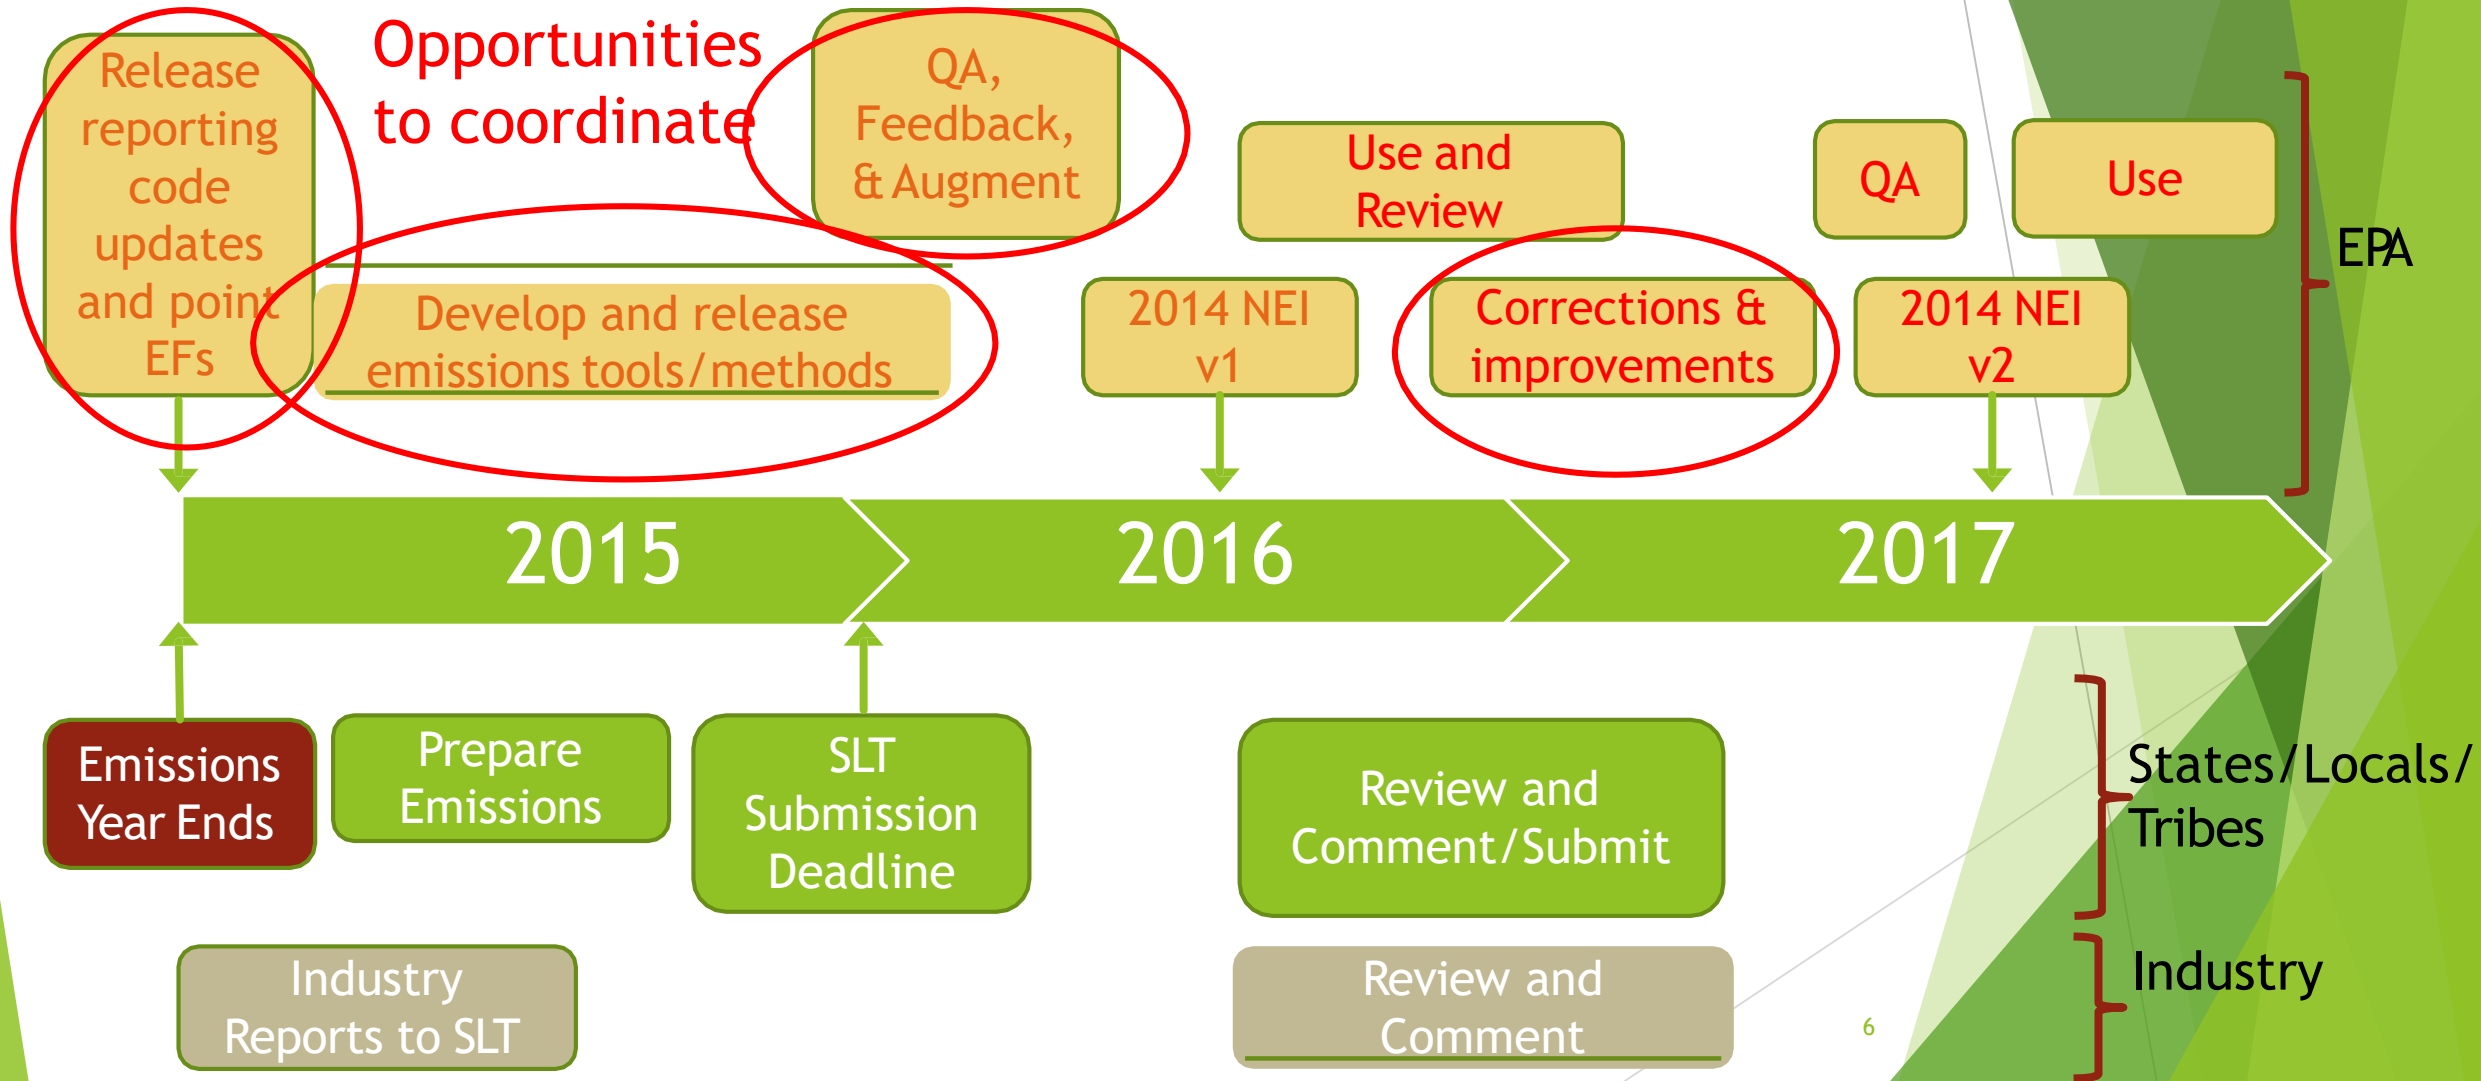 Release
reporting
code
updates
and point
EFs
Opportunities
to coordinate
QA,
Feedback,
& Augment
Develop and release
emissions tools/methods
Use and
Review
QA
Use
2014 NEI
v1
Corrections &
improvements
2014 NEI
v2
EPA
2015
2016
2017
Emissions
Year Ends
Prepare
Emissions
SLT
Submission
Deadline
Review and
Comment/Submit
States/Locals/
Tribes
Industry
Reports to SLT
Review and
Comment
Industry
6